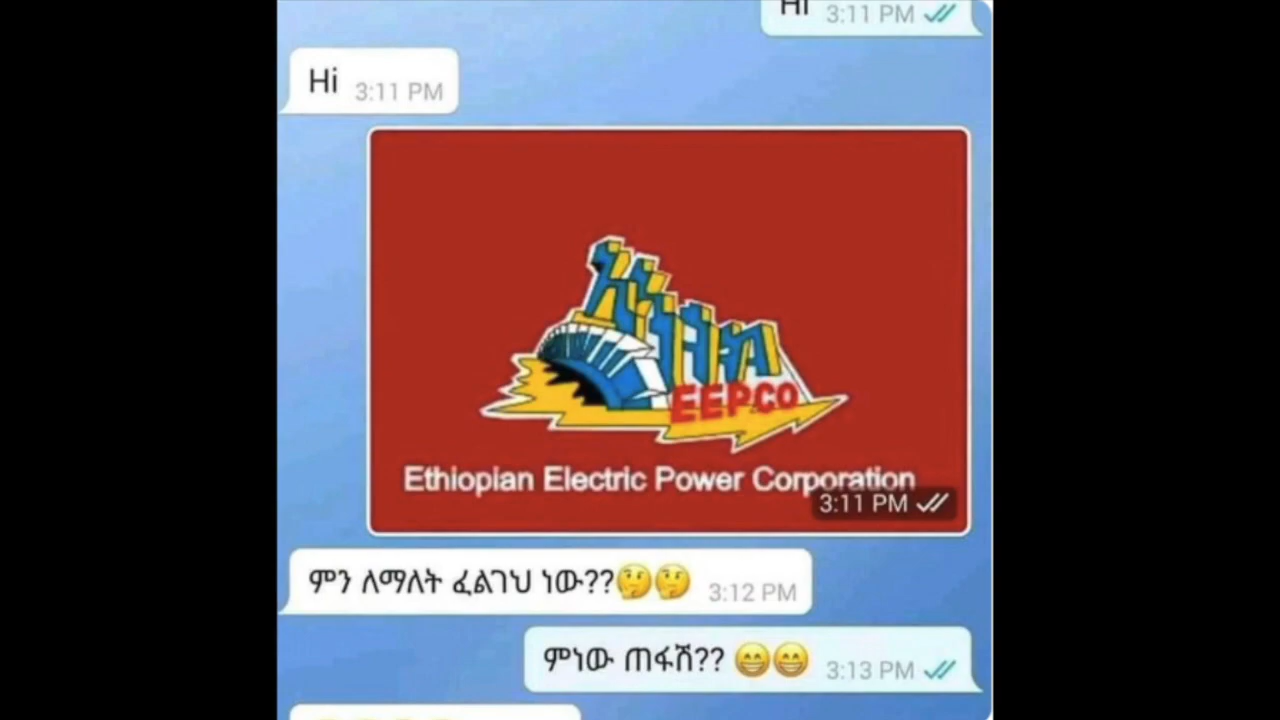 Hi 3:11 PM
Hi 3:11 PM
EEPCO
Ethiopian Electric Power Corporation
3:11 PM
ምን ለማለት ፈልገህ ነው??🤔🤔 3:12 PM
ምነው ጠፋሽ?? 😁😁 3:13 PM